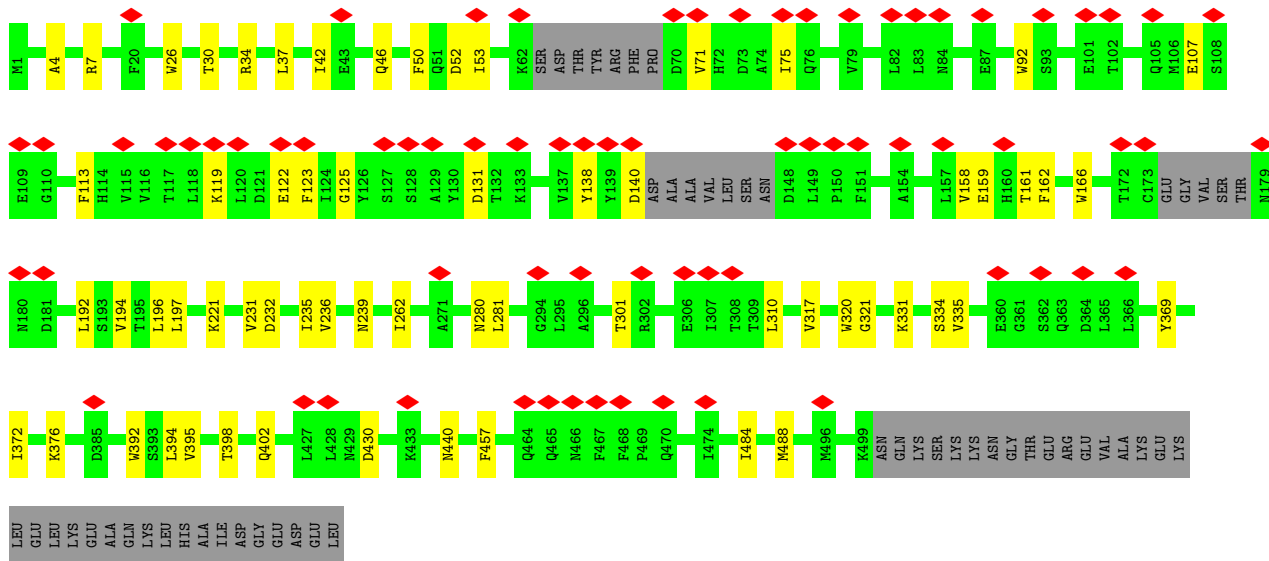 M1 A4 R7 F20 W26 T30 R34 L37 I42 E43 Q46 F50 Q51 D52 I53 K62 SER ASP THR TYR ARG PHE PRO D70 V71 H72 D73 A74 I75 Q76 V79 L82 L83 N84 E87 W92 S93 E101 T102 Q105 M106 E107 S108
E109 G110 F113 H114 V115 V116 T117 L118 K119 L120 D121 E122 F123 I124 G125 Y126 S127 S128 A129 Y130 D131 T132 K133 V137 Y138 Y139 D140 ASP ALA ALA VAL LEU SER ASN D148 L149 P150 F151 A154 L157 V158 E159 H160 T161 F162 W166 T172 C173 GLU GLY VAL SER THR N179
N180 D181 L192 S193 V194 T195 L196 L197 K221 V231 D232 I235 V236 N239 I262 A271 N280 L281 G294 L295 A296 T301 R302 E306 I307 T308 T309 L310 V317 W320 G321 K331 S334 V335 E360 G361 S362 Q363 D364 L365 L366 Y369
I372 K376 D385 W392 S393 L394 V395 T398 Q402 L427 L428 N429 D430 K433 N440 F457 Q464 Q465 N466 F467 F468 P469 Q470 I474 I484 M488 M496 K499 ASN GLN LYS SER LYS LYS ASN GLY THR GLU ARG GLU VAL ALA LYS GLU LYS
LEU GLU LEU LYS GLU ALA GLN LYS LEU HIS ALA ILE ASP GLY GLU ASP GLU LEU